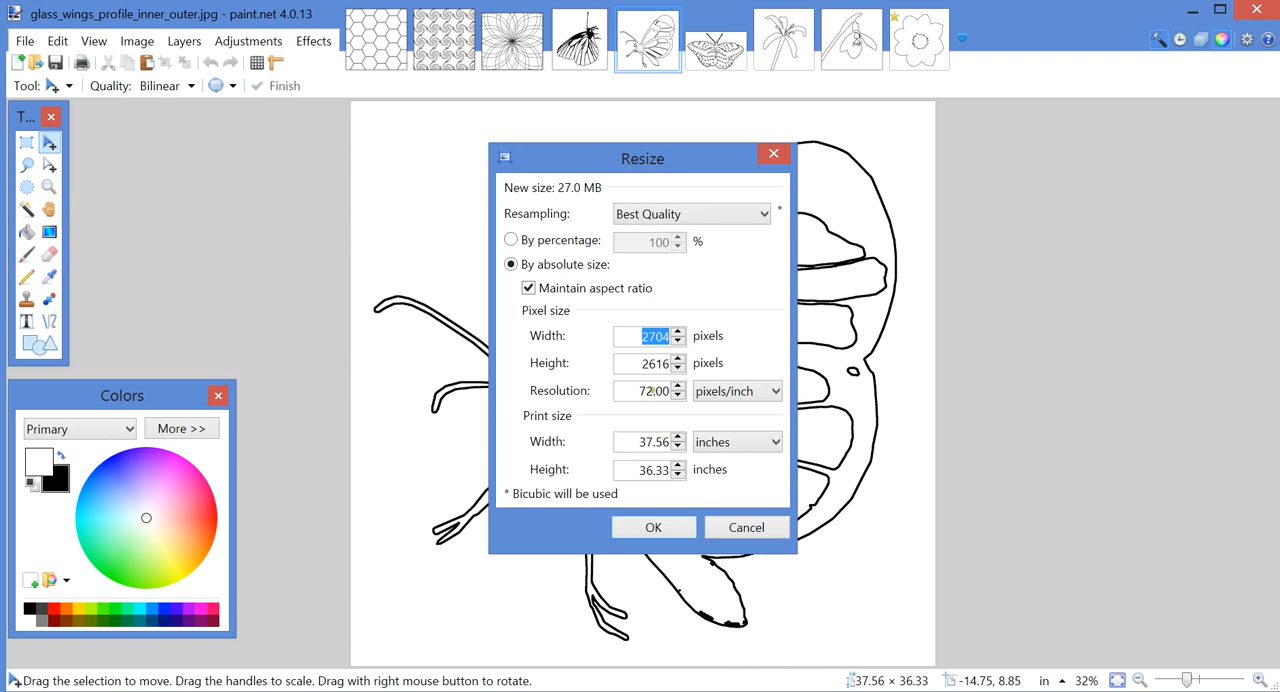 glass_wings_profile_inner_outer.jpg - paint.net 4.0.13
File Edit View Image Layers Adjustments Effects
Tool: Quality: Bilinear Finish
T...
Colors
Primary More >>
Resize
New size: 27.0 MB
Resampling: Best Quality *
By percentage: 100 %
By absolute size:
Maintain aspect ratio
Pixel size
Width: 2704 pixels
Height: 2616 pixels
Resolution: 72.00 pixels/inch
Print size
Width: 37.56 inches
Height: 36.33 inches
* Bicubic will be used
OK Cancel
Drag the selection to move. Drag the handles to scale. Drag with right mouse button to rotate. 37.56 × 36.33 -14.75, 8.85 in 32%